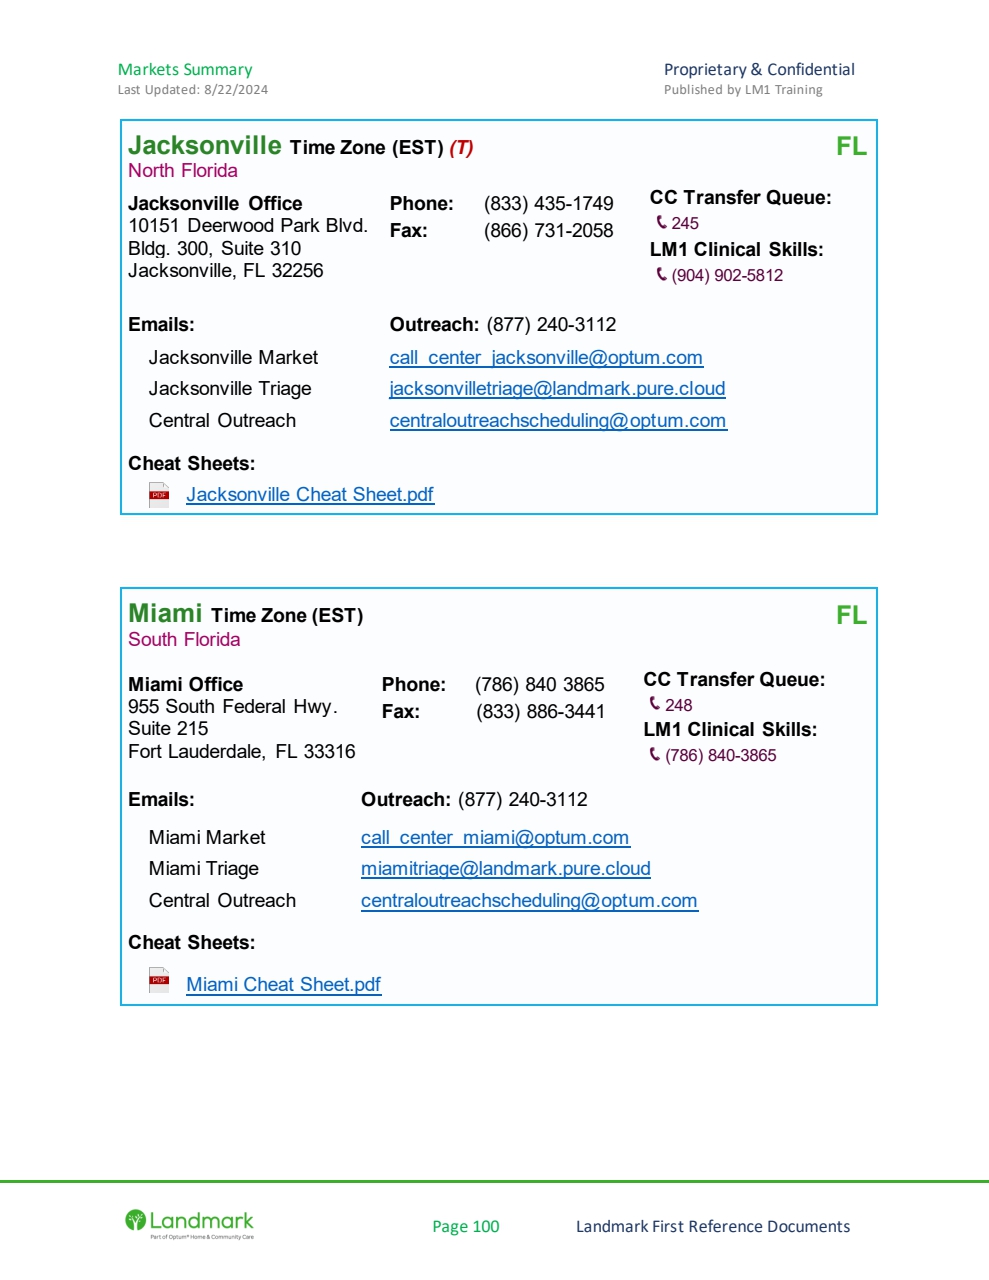 Markets Summary
Proprietary & Confidential
Last Updated: 8/22/2024
Published by LM1 Training
Jacksonville Time Zone (EST) (T)
FL
North Florida
Jacksonville Office
Phone: (833) 435-1749
CC Transfer Queue:
10151 Deerwood Park Blvd.
Fax: (866) 731-2058
245
Bldg. 300, Suite 310
LM1 Clinical Skills:
Jacksonville, FL 32256
(904) 902-5812
Emails:
Outreach: (877) 240-3112
Jacksonville Market
call_center_jacksonville@optum.com
Jacksonville Triage
jacksonvilletriage@landmark.pure.cloud
Central Outreach
centraloutreachscheduling@optum.com
Cheat Sheets:
PDF
Jacksonville Cheat Sheet.pdf
Miami Time Zone (EST)
FL
South Florida
Miami Office
Phone: (786) 840 3865
CC Transfer Queue:
955 South Federal Hwy.
Fax: (833) 886-3441
248
Suite 215
LM1 Clinical Skills:
Fort Lauderdale, FL 33316
(786) 840-3865
Emails:
Outreach: (877) 240-3112
Miami Market
call_center_miami@optum.com
Miami Triage
miamitriage@landmark.pure.cloud
Central Outreach
centraloutreachscheduling@optum.com
Cheat Sheets:
PDF
Miami Cheat Sheet.pdf
Landmark
Part of Optum® Home & Community Care
Page 100
Landmark First Reference Documents